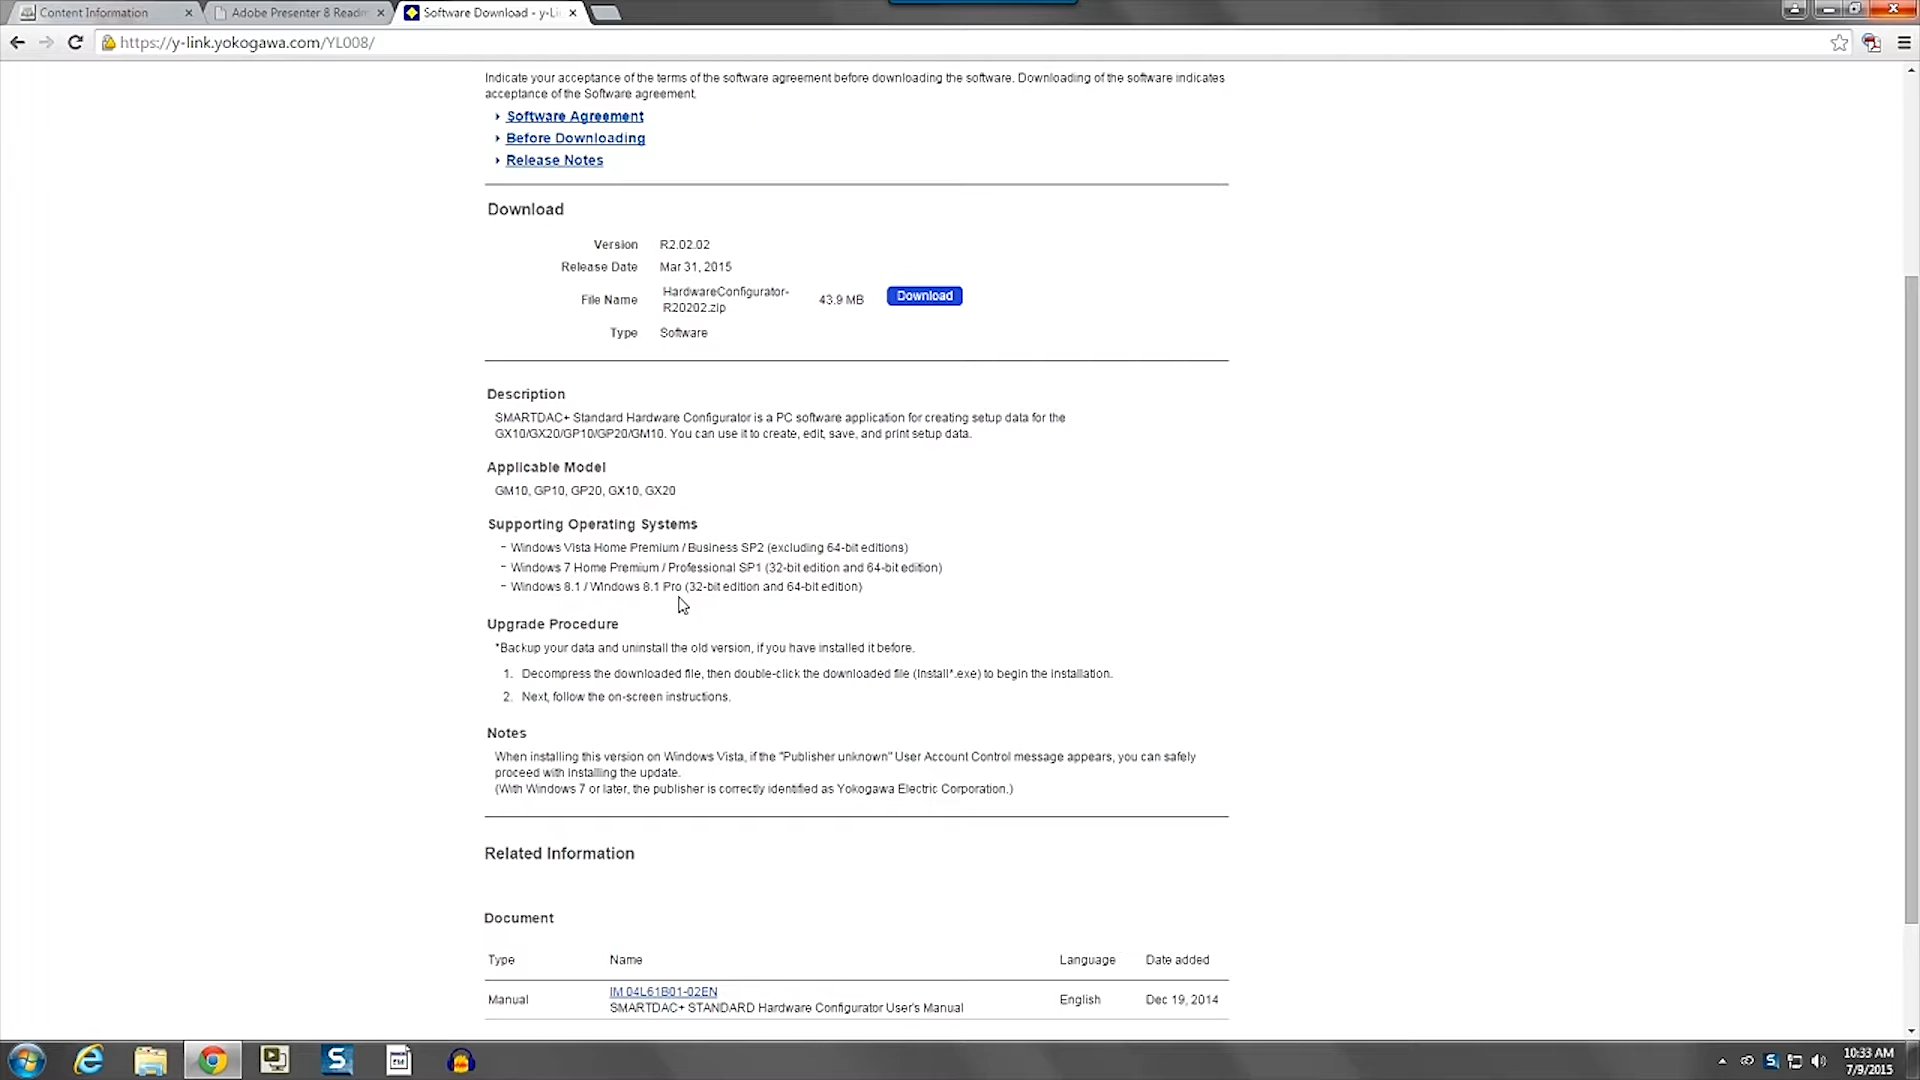 Content Information
Adobe Presenter 8 Readm
Software Download - y-Li
https://y-link.yokogawa.com/YL008/
Indicate your acceptance of the terms of the software agreement before downloading the software. Downloading of the software indicates
acceptance of the Software agreement.
Software Agreement
Before Downloading
Release Notes
Download
Version R2.02.02
Release Date Mar 31, 2015
File Name HardwareConfigurator-
R20202.zip 43.9 MB Download
Type Software
Description
SMARTDAC+ Standard Hardware Configurator is a PC software application for creating setup data for the
GX10/GX20/GP10/GP20/GM10. You can use it to create, edit, save, and print setup data.
Applicable Model
GM10, GP10, GP20, GX10, GX20
Supporting Operating Systems
- Windows Vista Home Premium / Business SP2 (excluding 64-bit editions)
- Windows 7 Home Premium / Professional SP1 (32-bit edition and 64-bit edition)
- Windows 8.1 / Windows 8.1 Pro (32-bit edition and 64-bit edition)
Upgrade Procedure
*Backup your data and uninstall the old version, if you have installed it before.
1. Decompress the downloaded file, then double-click the downloaded file (Install*.exe) to begin the installation.
2. Next, follow the on-screen instructions.
Notes
When installing this version on Windows Vista, if the "Publisher unknown" User Account Control message appears, you can safely
proceed with installing the update.
(With Windows 7 or later, the publisher is correctly identified as Yokogawa Electric Corporation.)
Related Information
Document
Type Name Language Date added
Manual IM 04L61B01-02EN English Dec 19, 2014
SMARTDAC+ STANDARD Hardware Configurator User's Manual
10:33 AM
7/9/2015